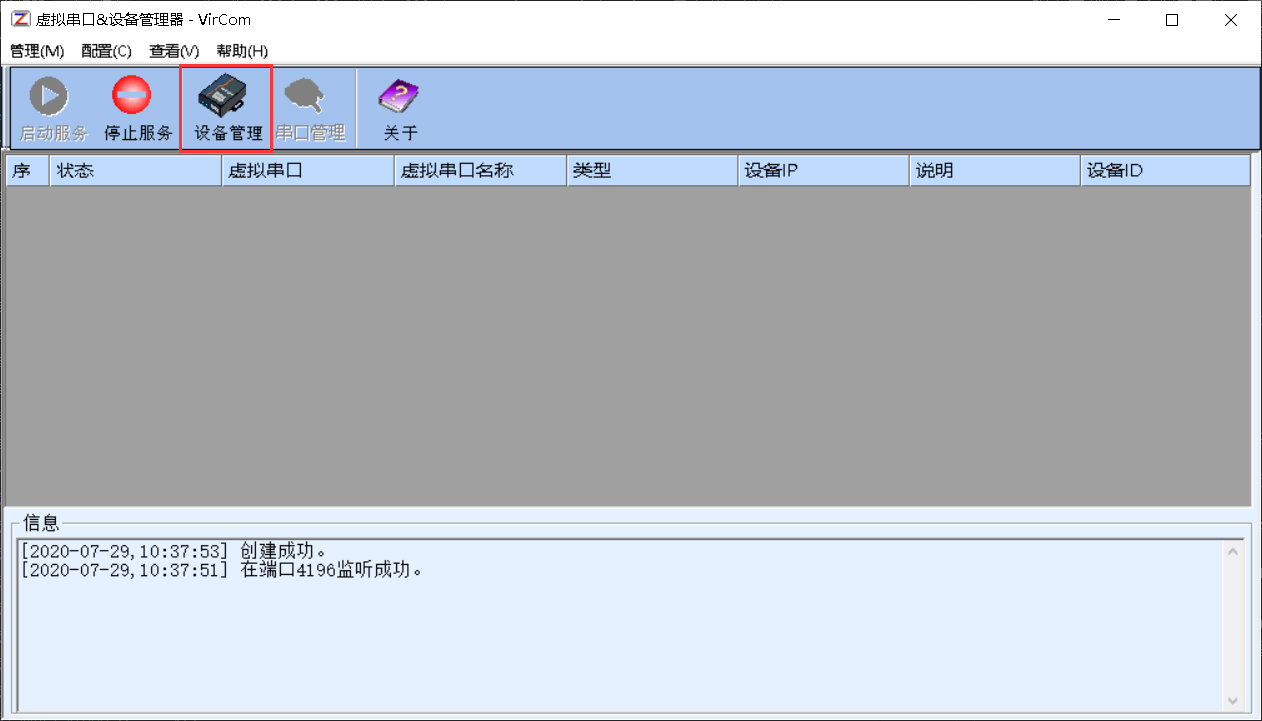 虚拟串口&设备管理器 - VirCom
管理(M) 配置(C) 查看(V) 帮助(H)
启动服务 停止服务 设备管理 串口管理 关于
序 状态 虚拟串口 虚拟串口名称 类型 设备IP 说明 设备ID
信息
[2020-07-29,10:37:53] 创建成功。
[2020-07-29,10:37:51] 在端口4196监听成功。